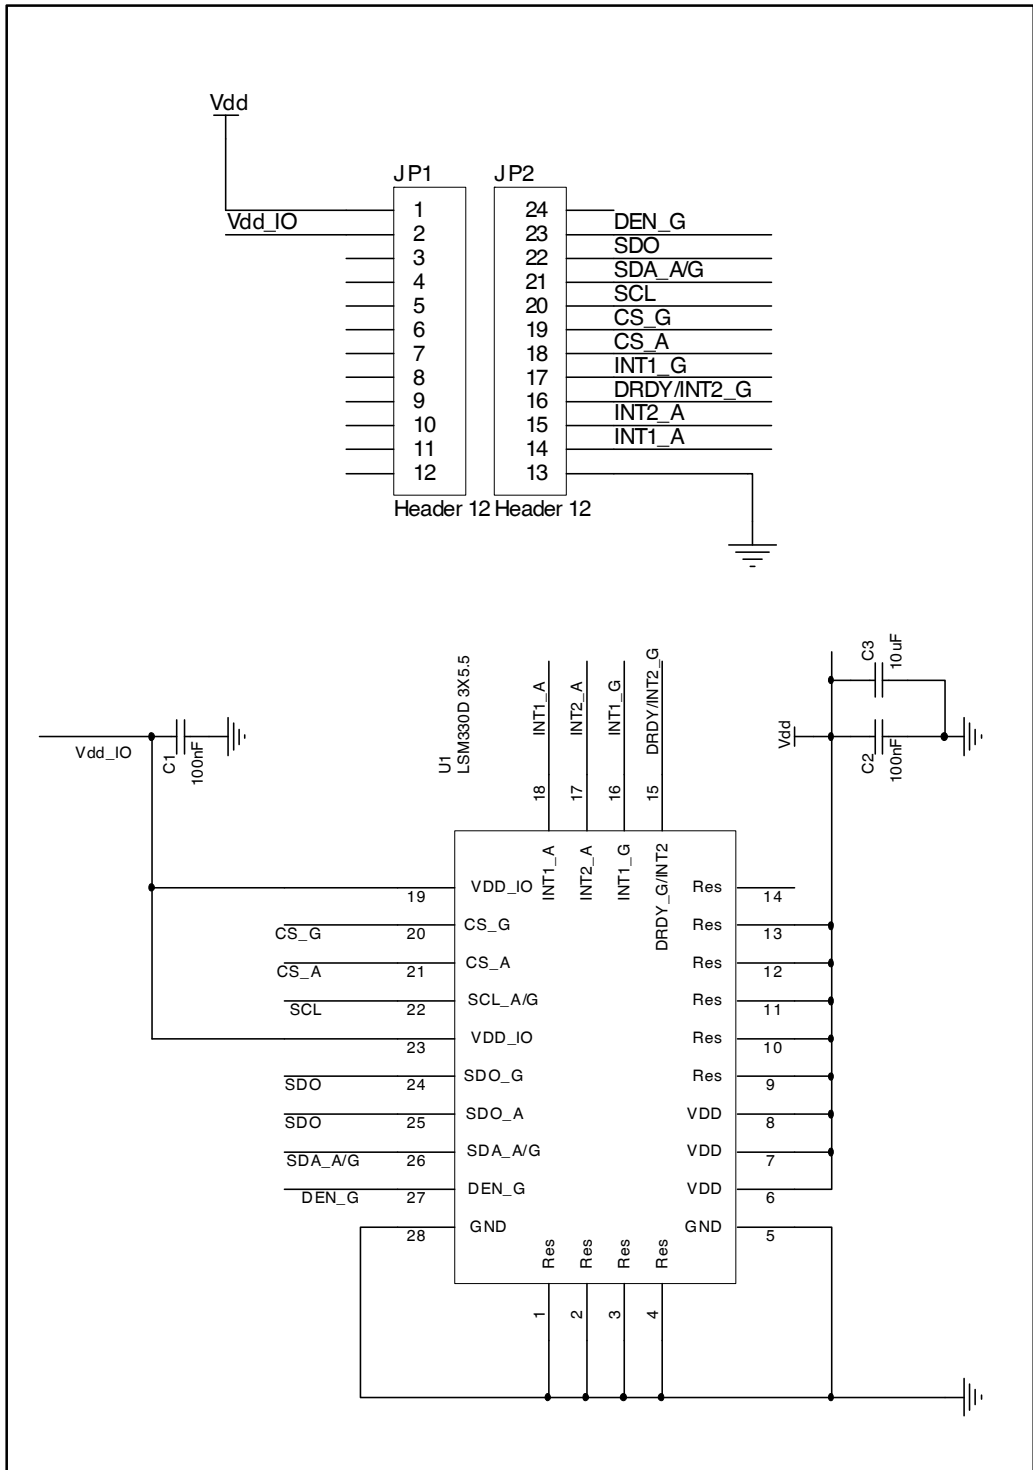 Vdd
JP1 JP2
1 24
Vdd_IO DEN_G
2 23
SDO
3 22
SDA_A/G
4 21
SCL
5 20
CS_G
6 19
CS_A
7 18
INT1_G
8 17
DRDY/INT2_G
9 16
INT2_A
10 15
INT1_A
11 14
12 13
Header 12 Header 12
U1
LSM330D 3X5.5
INT1_A
INT2_A
INT1_G
DRDY/INT2_G
18
17
16
15
Vdd_IO
C1
100nF
Vdd
C3
10uF
C2
100nF
INT1_A
INT2_A
INT1_G
DRDY_G/INT2
19 VDD_IO Res 14
CS_G 20 CS_G Res 13
CS_A 21 CS_A Res 12
SCL 22 SCL_A/G Res 11
23 VDD_IO Res 10
SDO 24 SDO_G Res 9
SDO 25 SDO_A VDD 8
SDA_A/G 26 SDA_A/G VDD 7
DEN_G 27 DEN_G VDD 6
28 GND GND 5
Res
Res
Res
Res
1
2
3
4